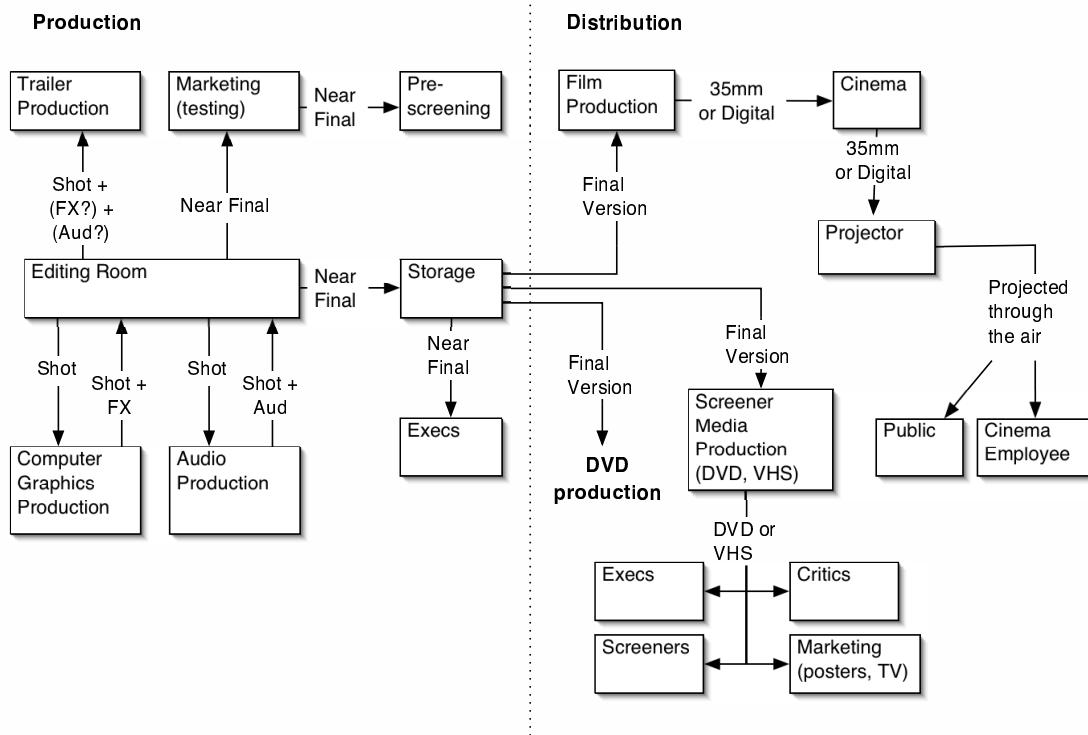 Production
Distribution
Trailer
Production
Marketing
(testing)
Near
Final
Pre-
screening
Film
Production
35mm
or Digital
Cinema
Shot +
(FX?) +
(Aud?)
Near Final
Final
Version
35mm
or Digital
Projector
Editing Room
Near
Final
Storage
Projected
through
the air
Shot
Shot +
FX
Shot
Shot +
Aud
Near
Final
Final
Version
Final
Version
Computer
Graphics
Production
Audio
Production
Execs
DVD
production
Screener
Media
Production
(DVD, VHS)
Public
Cinema
Employee
DVD or
VHS
Execs
Critics
Screeners
Marketing
(posters, TV)